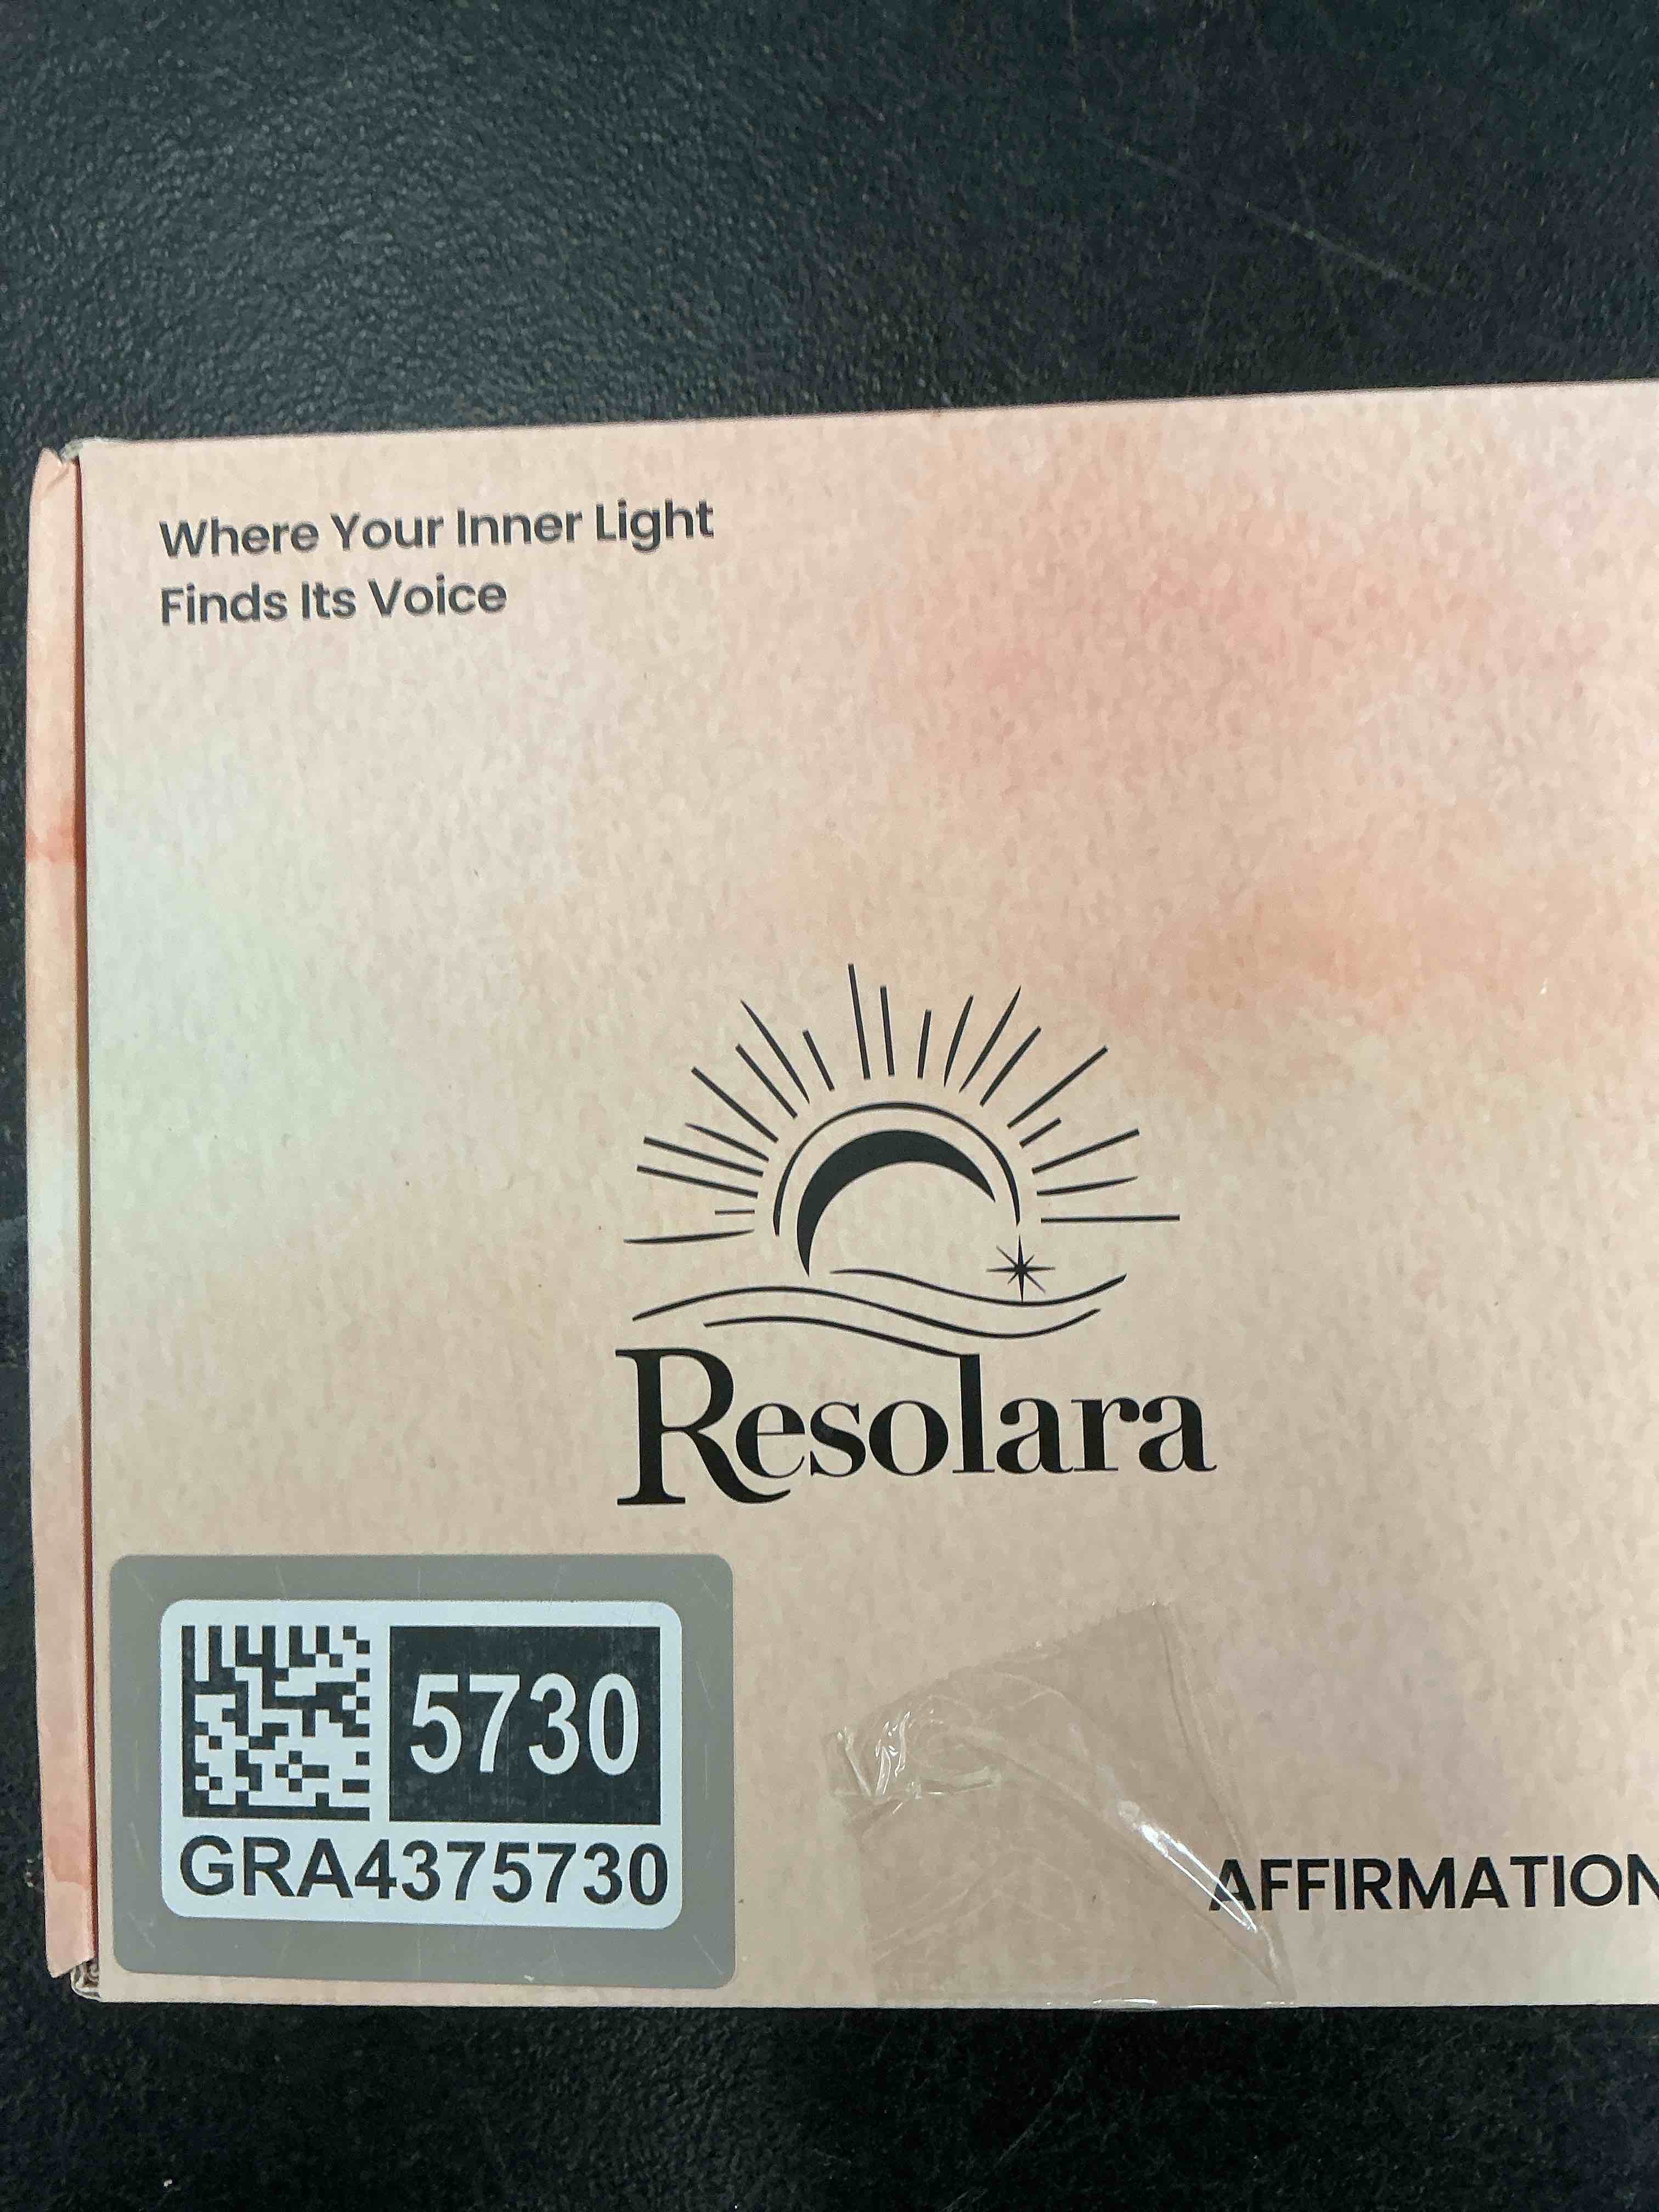 Where Your Inner Light
Finds Its Voice
Resolara
5730
GRA4375730
AFFIRMATION